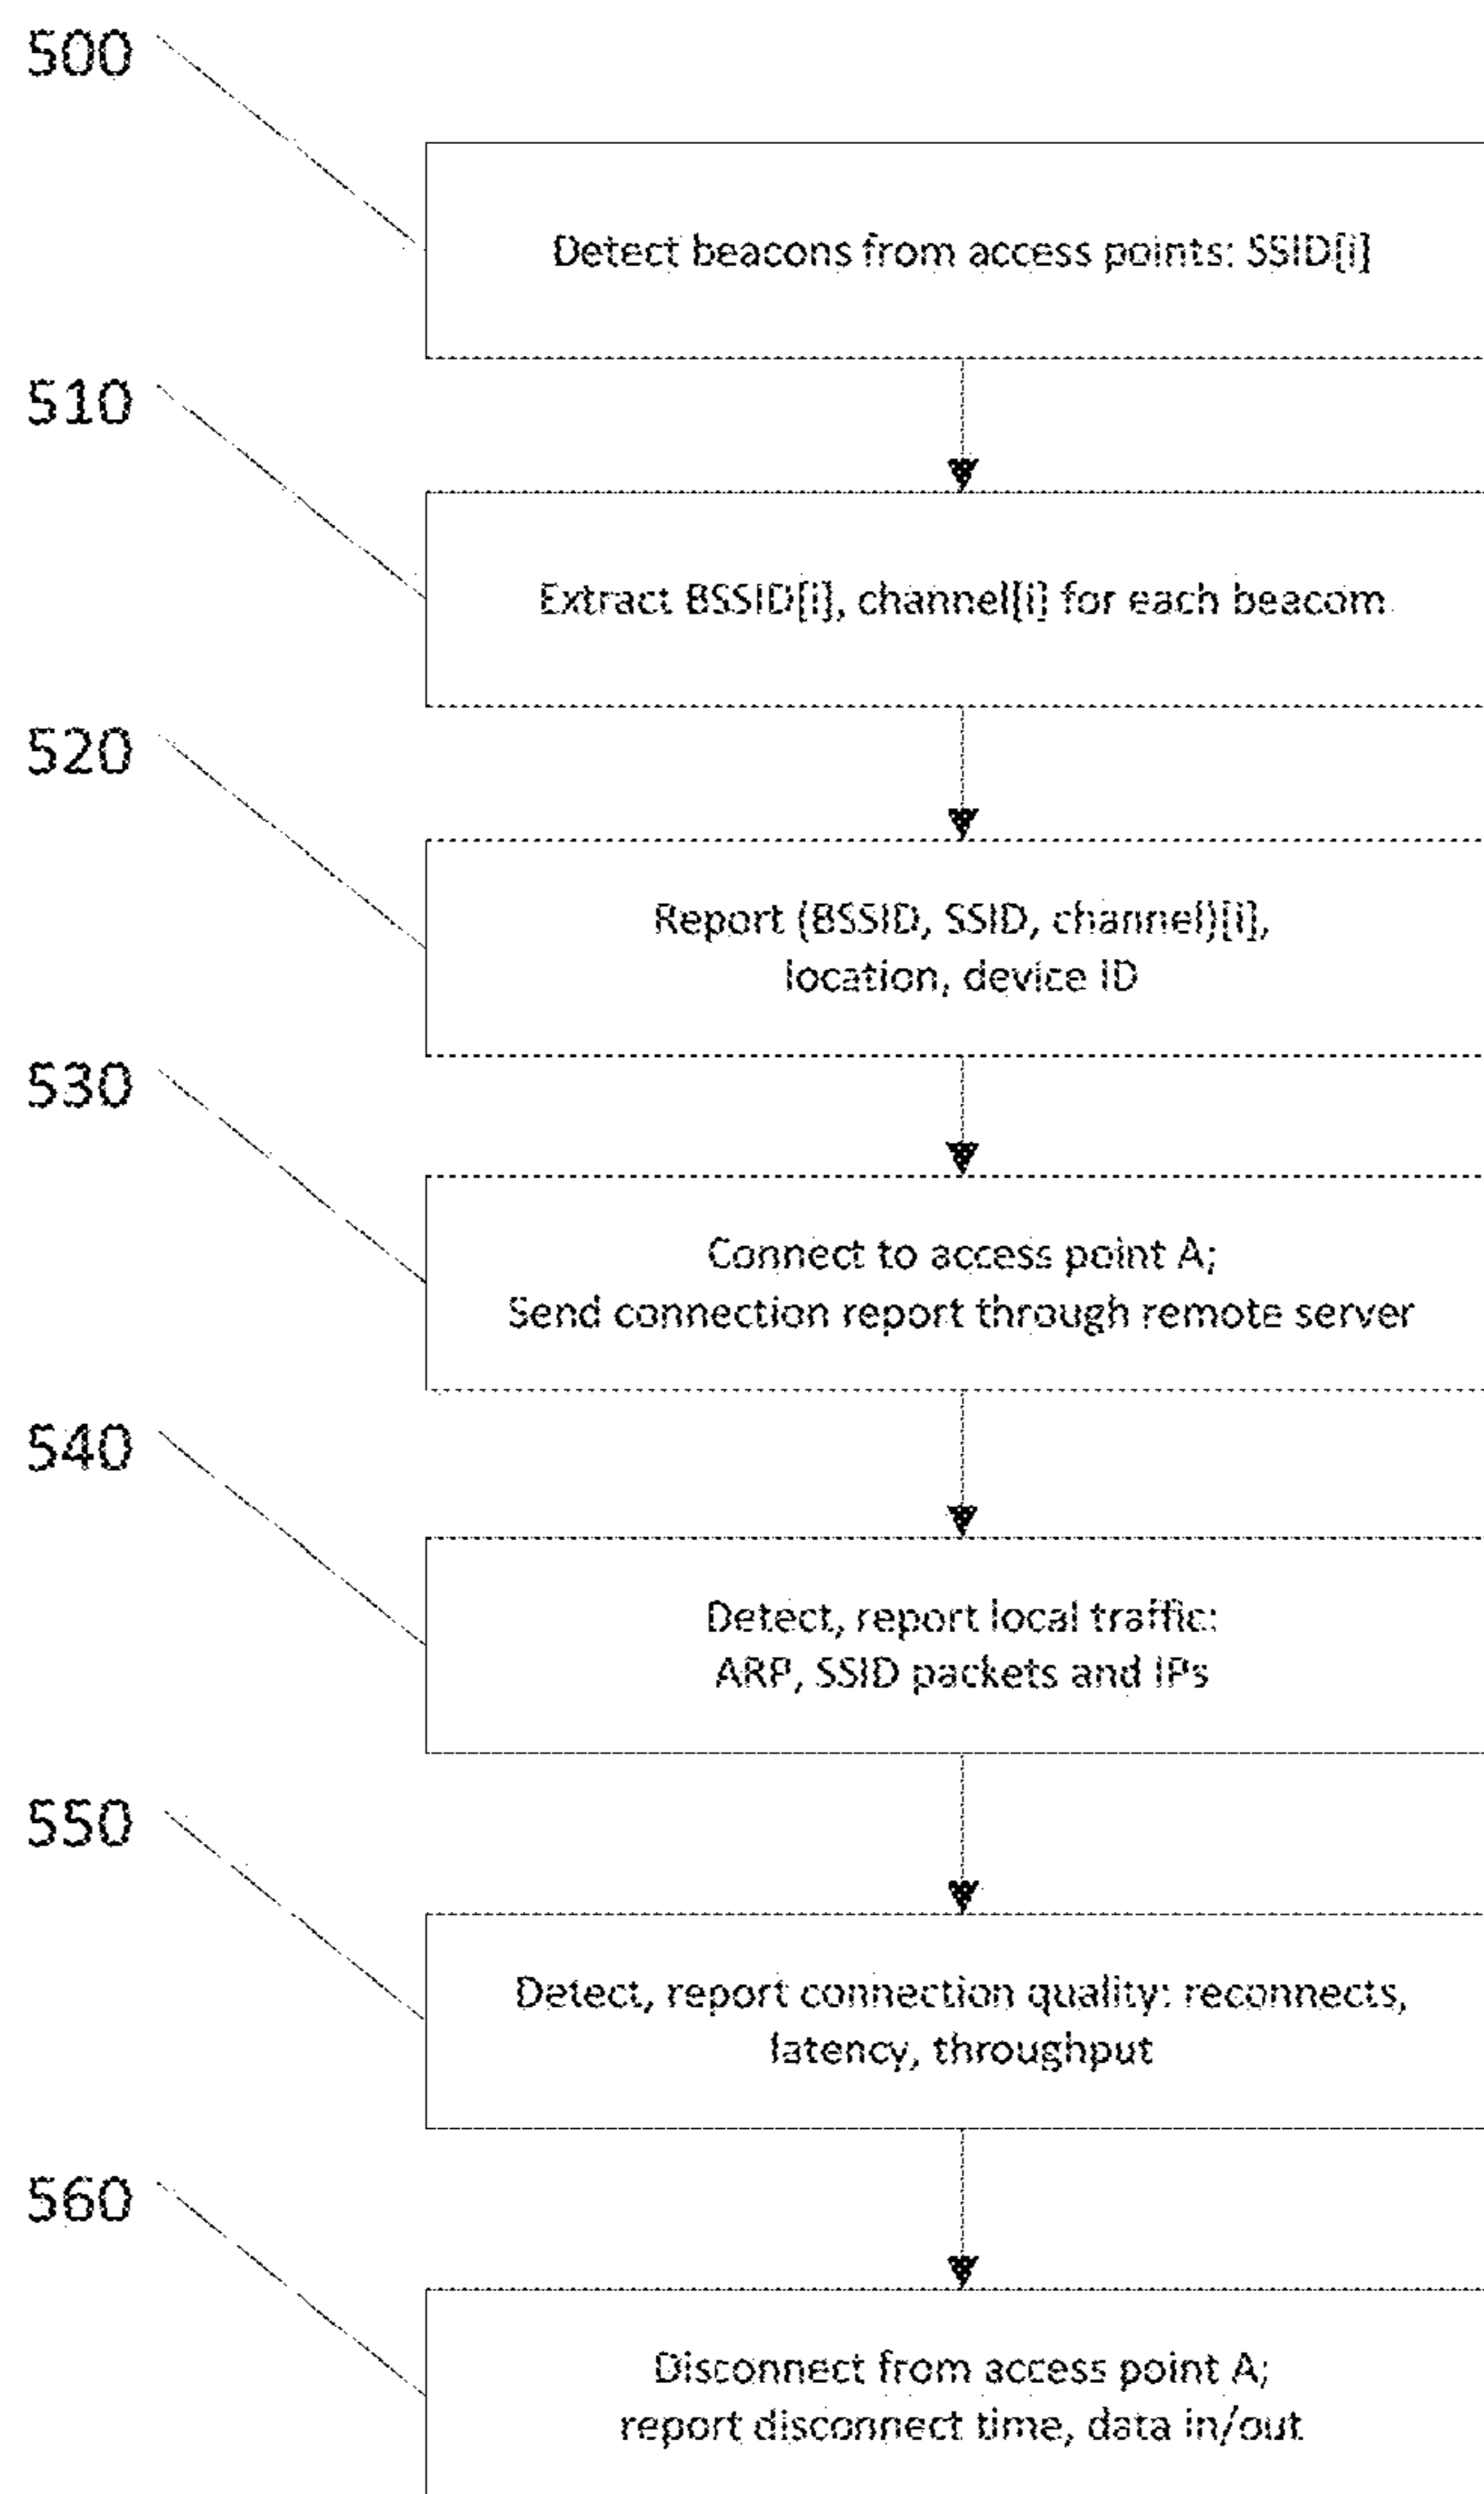 500
Detect beacons from access points: SSID[i]
510
Extract BSSID[i], channel[i] for each beacom
520
Report (BSSID, SSID, channel)[i],
location, device ID
530
Connect to access point A;
Send connection report through remote server
540
Detect, report local traffic:
ARP, SSID packets and IPs
550
Detect, report connection quality: reconnects,
latency, throughput
560
Disconnect from access point A;
report disconnect time, data in/out